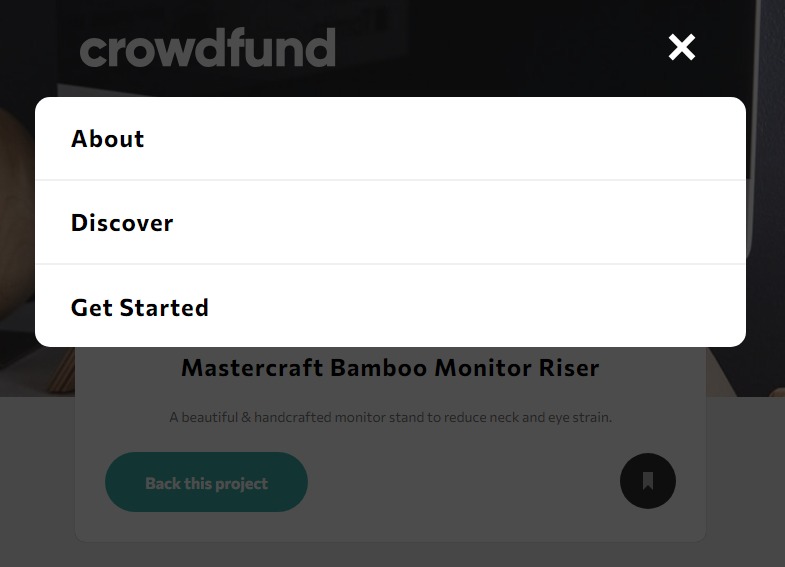 crowdfund
About
Discover
Get Started
Mastercraft Bamboo Monitor Riser
A beautiful & handcrafted monitor stand to reduce neck and eye strain.
Back this project